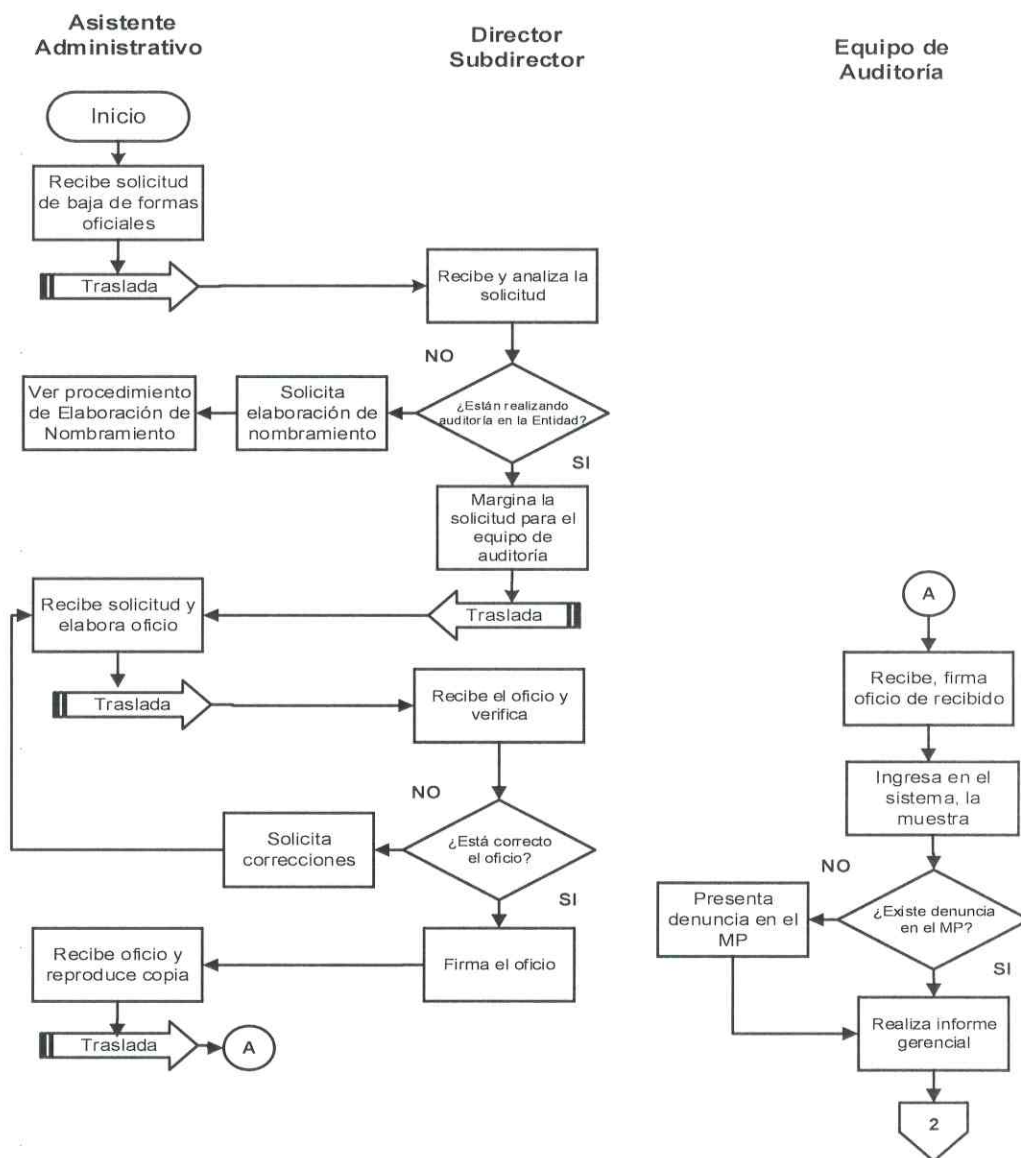 Asistente
Administrativo
Director
Subdirector
Equipo de
Auditoría
Inicio
Recibe solicitud
de baja de formas
oficiales
Traslada
Recibe y analiza la
solicitud
NO
¿Están realizando
auditoría en la Entidad?
Solicita
elaboración de
nombramiento
Ver procedimiento
de Elaboración de
Nombramiento
SI
Margina la
solicitud para el
equipo de
auditoría
Traslada
Recibe solicitud y
elabora oficio
Traslada
Recibe el oficio y
verifica
NO
¿Está correcto
el oficio?
Solicita
correcciones
SI
Firma el oficio
Recibe oficio y
reproduce copia
Traslada
A
A
Recibe, firma
oficio de recibido
Ingresa en el
sistema, la
muestra
NO
¿Existe denuncia
en el MP?
Presenta
denuncia en el
MP
SI
Realiza informe
gerencial
2